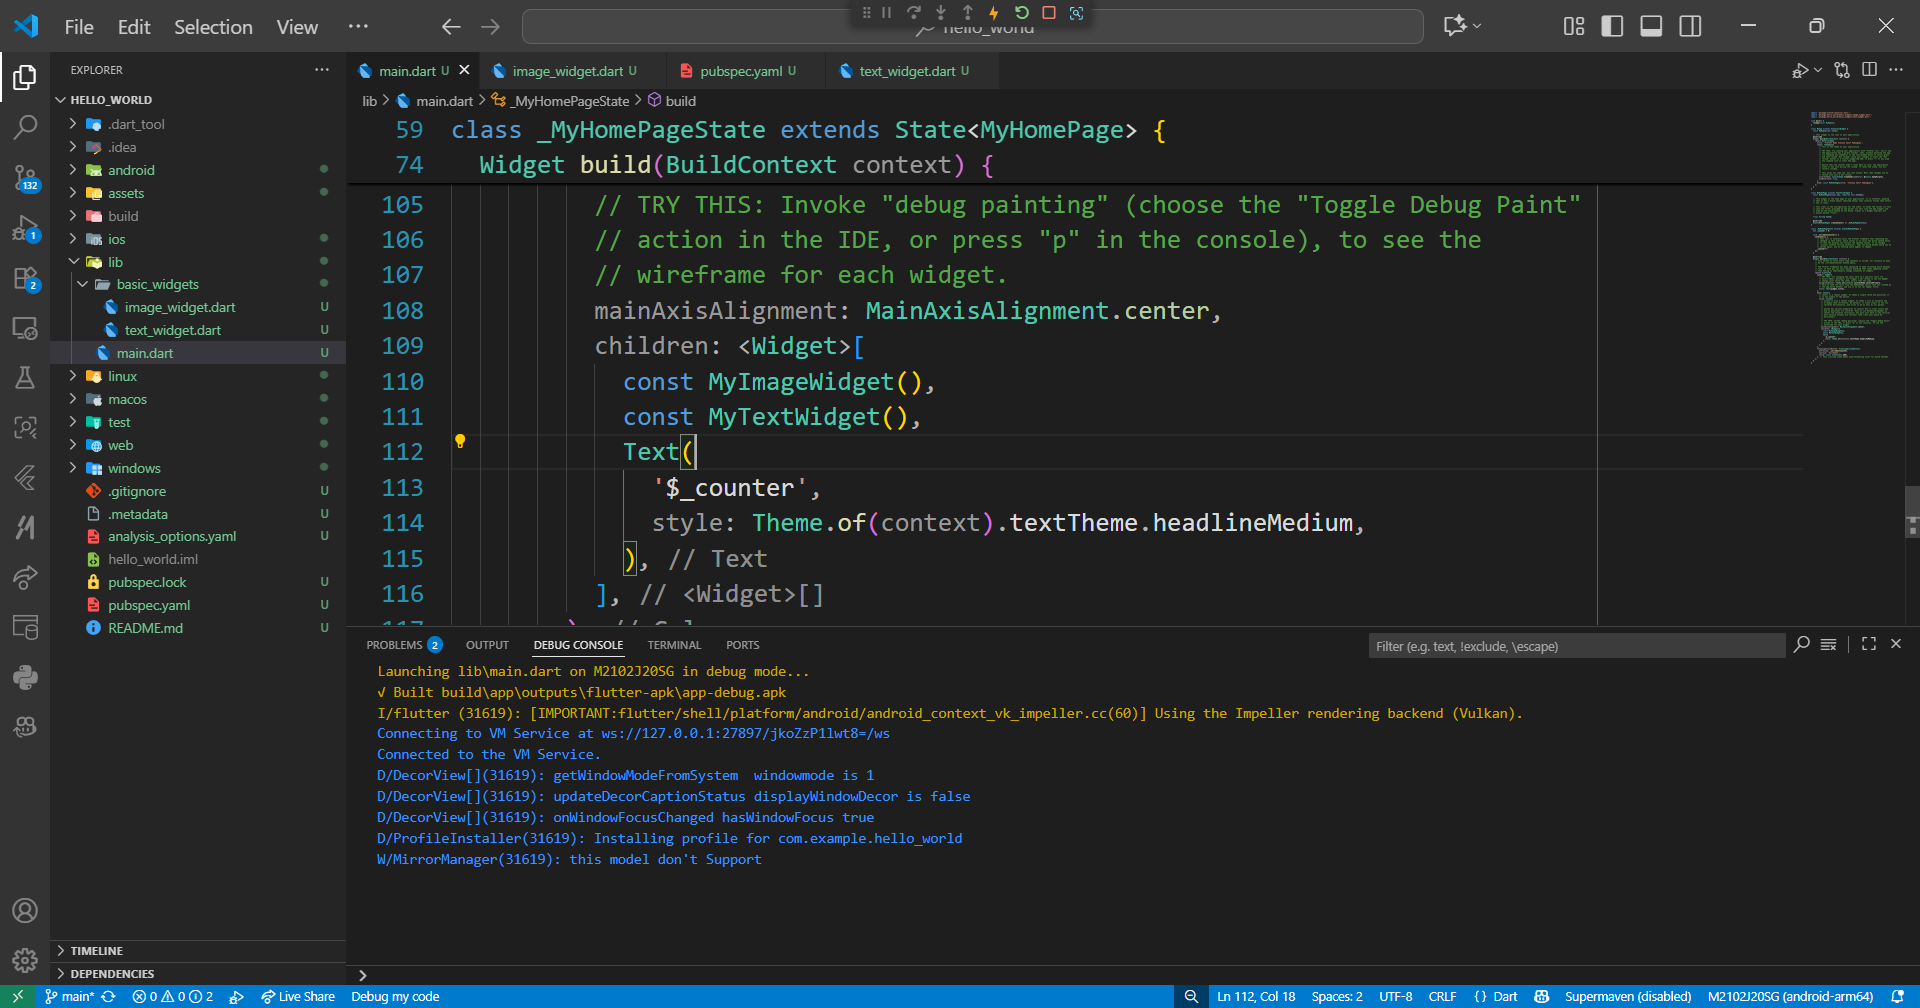 File Edit Selection View ···
hello_world
EXPLORER
HELLO_WORLD
.dart_tool
.idea
android
assets
build
ios
lib
basic_widgets
image_widget.dart U
text_widget.dart U
main.dart U
linux
macos
test
web
windows
.gitignore U
.metadata U
analysis_options.yaml U
hello_world.iml
pubspec.lock U
pubspec.yaml U
README.md U
TIMELINE
DEPENDENCIES
132
1
2
main.dart U image_widget.dart U pubspec.yaml U text_widget.dart U
lib > main.dart > _MyHomePageState > build
59 class _MyHomePageState extends State<MyHomePage> {
74 Widget build(BuildContext context) {
105 // TRY THIS: Invoke "debug painting" (choose the "Toggle Debug Paint"
106 // action in the IDE, or press "p" in the console), to see the
107 // wireframe for each widget.
108 mainAxisAlignment: MainAxisAlignment.center,
109 children: <Widget>[
110 const MyImageWidget(),
111 const MyTextWidget(),
112 Text(
113 '$_counter',
114 style: Theme.of(context).textTheme.headlineMedium,
115 ), // Text
116 ], // <Widget>[]
PROBLEMS 2 OUTPUT DEBUG CONSOLE TERMINAL PORTS
Filter (e.g. text, !exclude, \escape)
Launching lib\main.dart on M2102J20SG in debug mode...
√ Built build\app\outputs\flutter-apk\app-debug.apk
I/flutter (31619): [IMPORTANT:flutter/shell/platform/android/android_context_vk_impeller.cc(60)] Using the Impeller rendering backend (Vulkan).
Connecting to VM Service at ws://127.0.0.1:27897/jkoZzP1lwt8=/ws
Connected to the VM Service.
D/DecorView[](31619): getWindowModeFromSystem  windowmode is 1
D/DecorView[](31619): updateDecorCaptionStatus displayWindowDecor is false
D/DecorView[](31619): onWindowFocusChanged hasWindowFocus true
D/ProfileInstaller(31619): Installing profile for com.example.hello_world
W/MirrorManager(31619): this model don't Support
main* 0 0 2 Live Share Debug my code Ln 112, Col 18 Spaces: 2 UTF-8 CRLF { } Dart Supermaven (disabled) M2102J20SG (android-arm64)